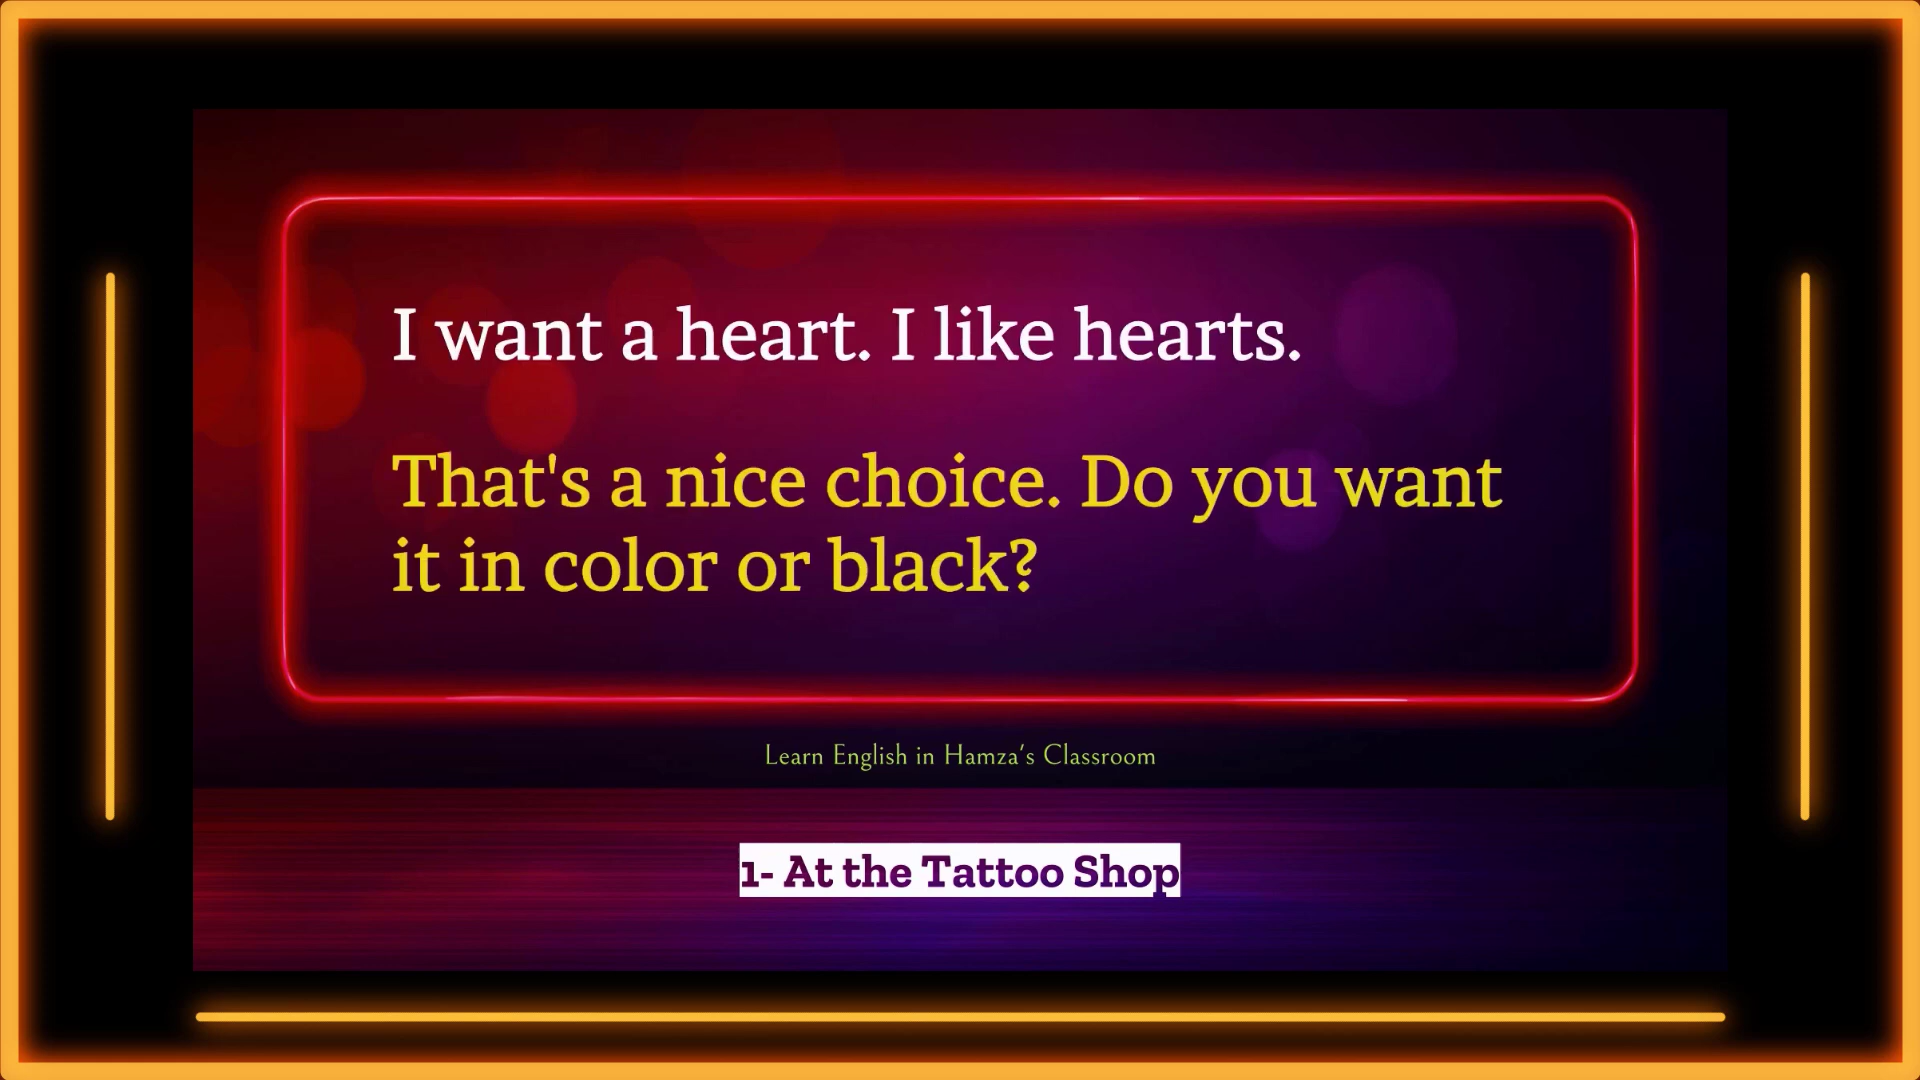 I want a heart. I like hearts.
That's a nice choice. Do you want
it in color or black?
Learn English in Hamza's Classroom
1- At the Tattoo Shop